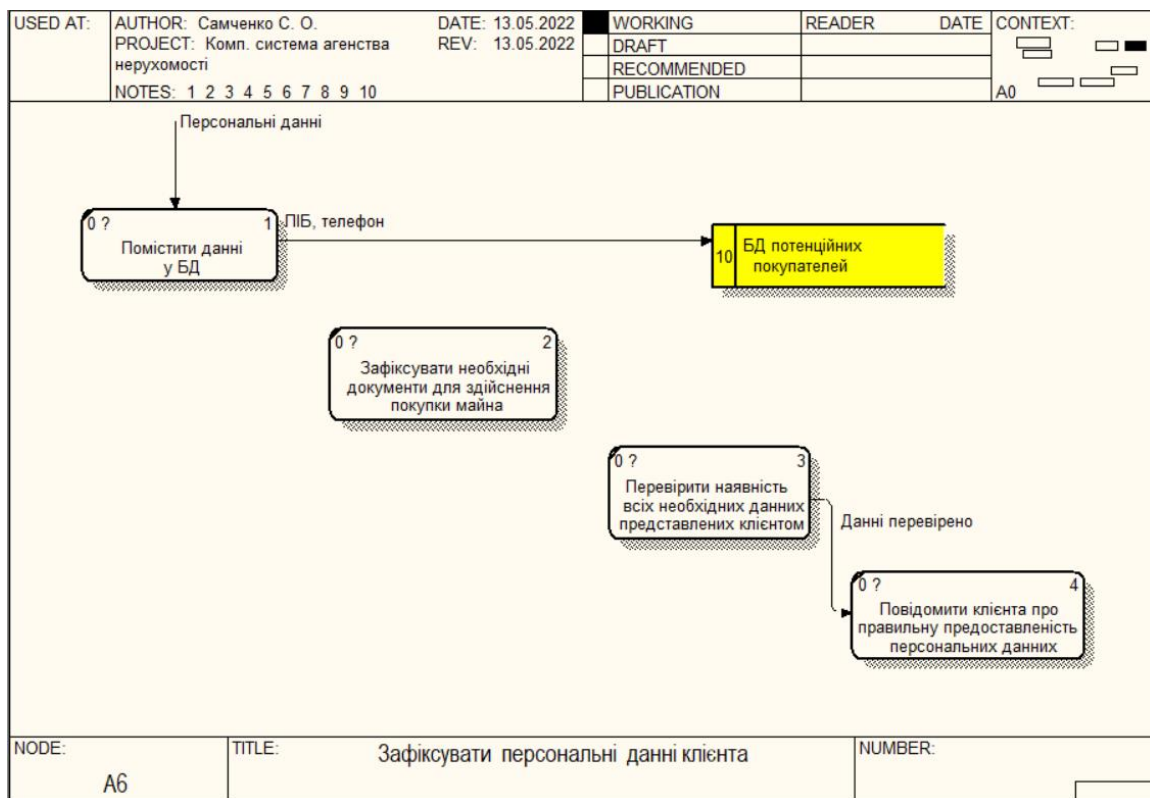 USED AT:
AUTHOR: Самченко С. О.
DATE: 13.05.2022
PROJECT: Комп. система агенства
REV: 13.05.2022
нерухомості
NOTES: 1 2 3 4 5 6 7 8 9 10
WORKING
DRAFT
RECOMMENDED
PUBLICATION
READER DATE
CONTEXT:
A0
Персональні данні
0 ? 1
Помістити данні
у БД
ПІБ, телефон
10
БД потенційних
покупателей
0 ? 2
Зафіксувати необхідні
документи для здійснення
покупки майна
0 ? 3
Перевірити наявність
всіх необхідних данних
представлених клієнтом
Данні перевірено
0 ? 4
Повідомити клієнта про
правильну предоставленість
персональних данних
NODE:
A6
TITLE:
Зафіксувати персональні данні клієнта
NUMBER: